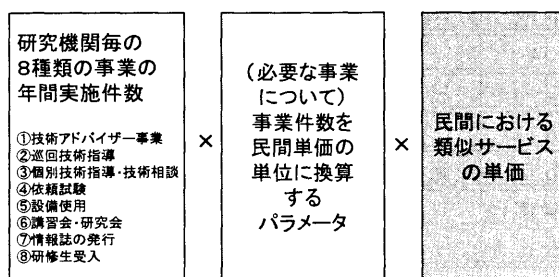 研究機関毎の
8種類の事業の
年間実施件数
①技術アドバイザー事業
②巡回技術指導
③個別技術指導・技術相談
④依頼試験
⑤設備使用
⑥講習会・研究会
⑦情報誌の発行
⑧研修生受入
×
（必要な事業
について）
事業件数を
民間単価の
単位に換算
する
パラメータ
×
民間における
類似サービス
の単価